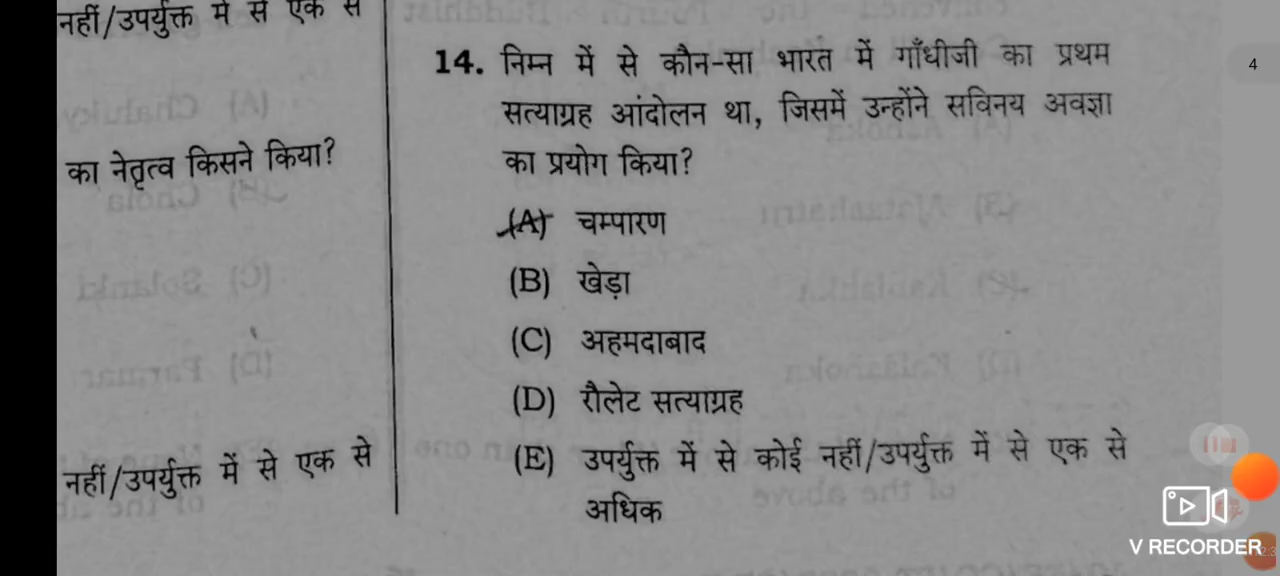 नहीं/उपर्युक्त में से एक से
का नेतृत्व किसने किया?
नहीं/उपर्युक्त में से एक से
14. निम्न में से कौन-सा भारत में गाँधीजी का प्रथम
सत्याग्रह आंदोलन था, जिसमें उन्होंने सविनय अवज्ञा
का प्रयोग किया?
(A) चम्पारण
(B) खेड़ा
(C) अहमदाबाद
(D) रौलेट सत्याग्रह
(E) उपर्युक्त में से कोई नहीं/उपर्युक्त में से एक से
अधिक
4
V RECORDER